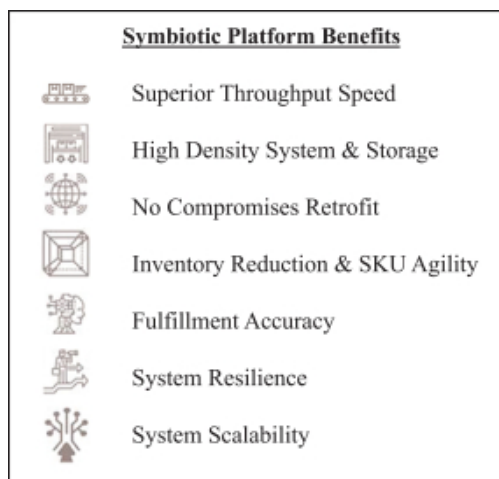 Symbiotic Platform Benefits
Superior Throughput Speed
High Density System & Storage
No Compromises Retrofit
Inventory Reduction & SKU Agility
Fulfillment Accuracy
System Resilience
System Scalability